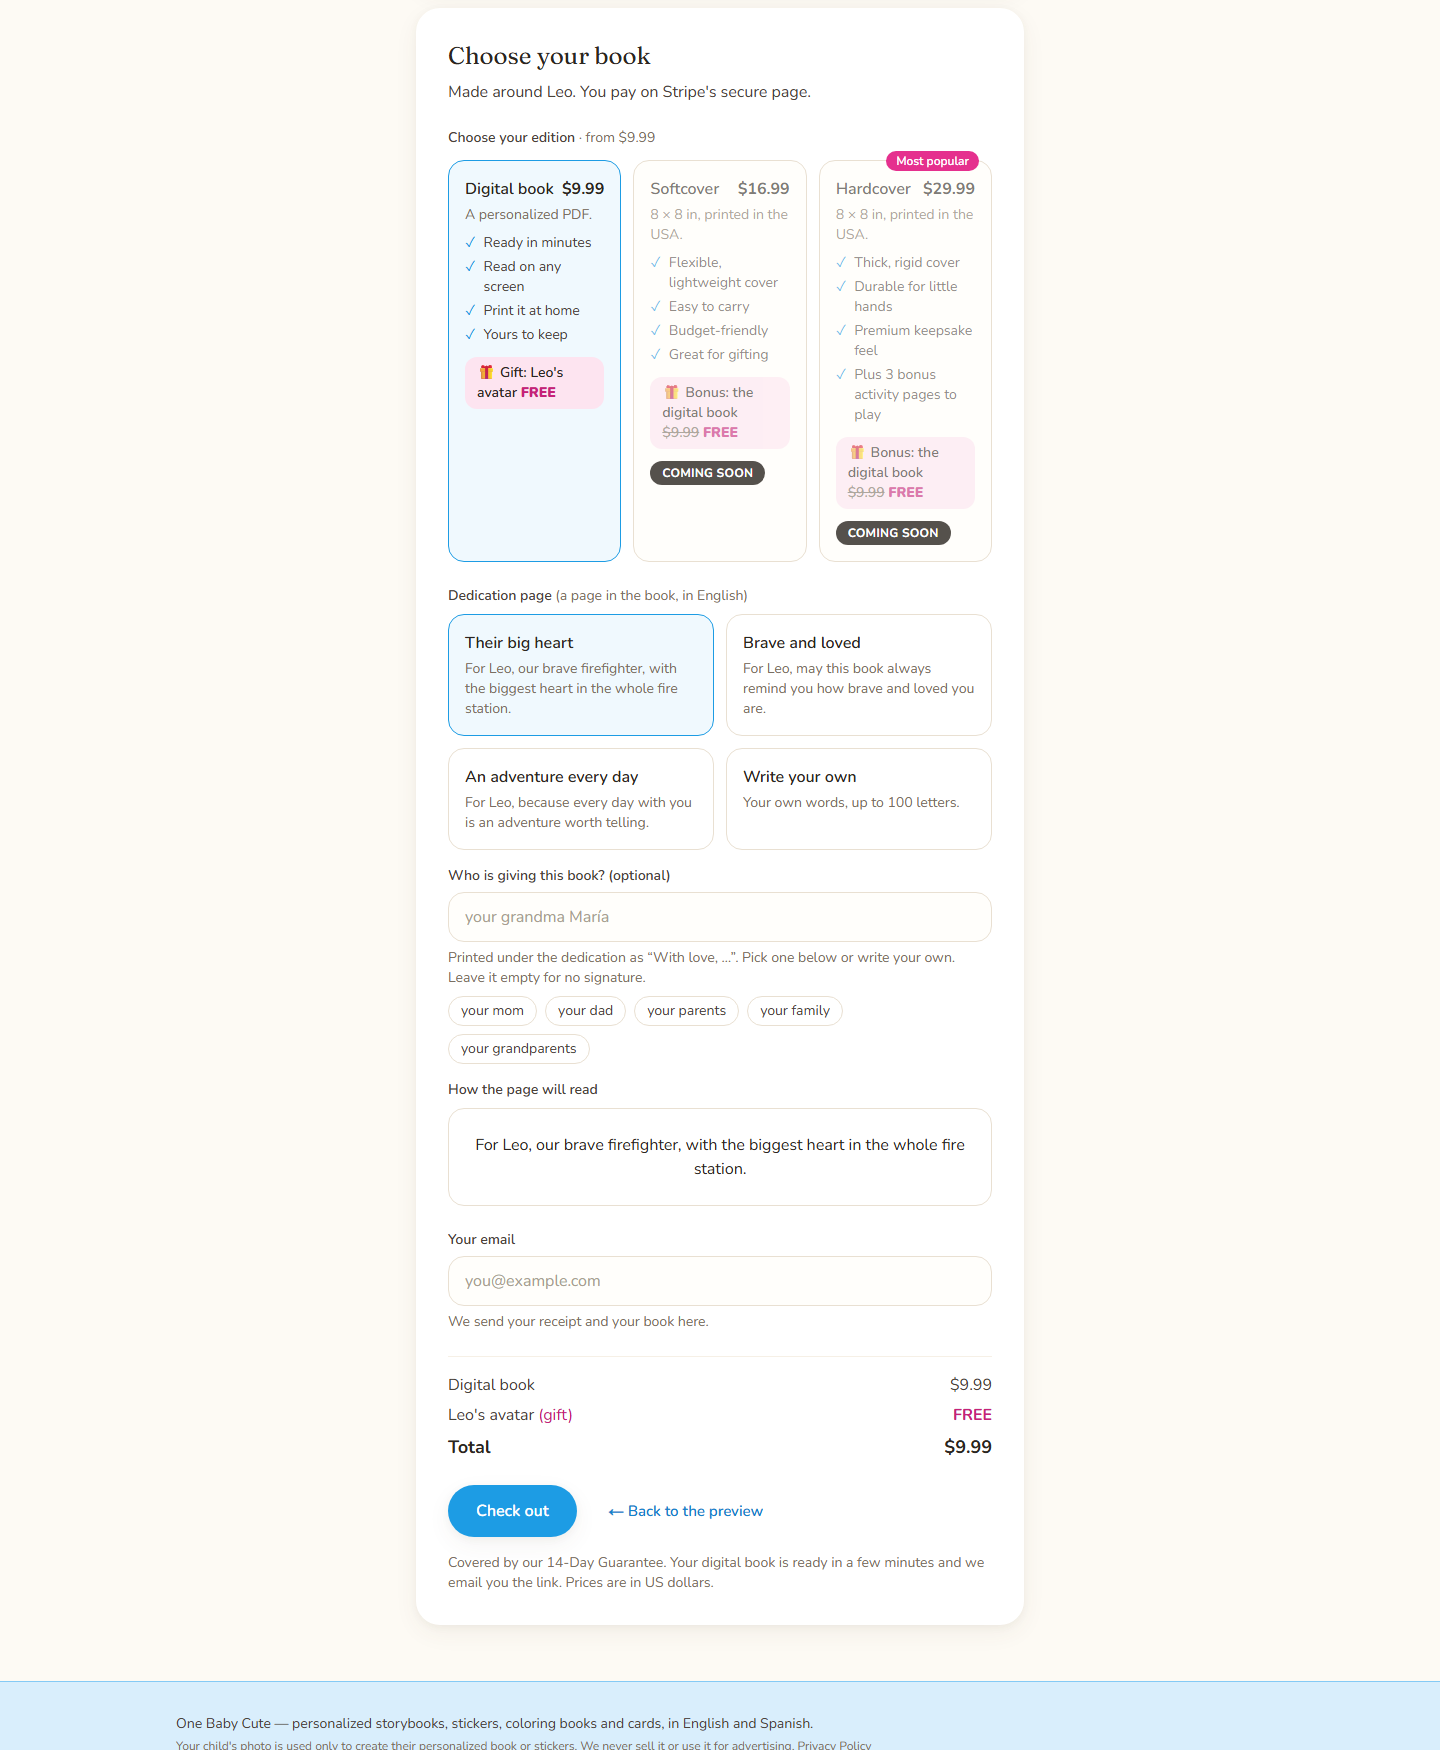 Choose your book
Made around Leo. You pay on Stripe's secure page.
Choose your edition · from $9.99
Digital book $9.99
A personalized PDF.
✓ Ready in minutes
✓ Read on any
screen
✓ Print it at home
✓ Yours to keep
🎁 Gift: Leo's
avatar FREE
Softcover $16.99
8 × 8 in, printed in the
USA.
✓ Flexible,
lightweight cover
✓ Easy to carry
✓ Budget-friendly
✓ Great for gifting
🎁 Bonus: the
digital book
$9.99 FREE
COMING SOON
Most popular
Hardcover $29.99
8 × 8 in, printed in the
USA.
✓ Thick, rigid cover
✓ Durable for little
hands
✓ Premium keepsake
feel
✓ Plus 3 bonus
activity pages to
play
🎁 Bonus: the
digital book
$9.99 FREE
COMING SOON
Dedication page (a page in the book, in English)
Their big heart
For Leo, our brave firefighter, with
the biggest heart in the whole fire
station.
Brave and loved
For Leo, may this book always
remind you how brave and loved you
are.
An adventure every day
For Leo, because every day with you
is an adventure worth telling.
Write your own
Your own words, up to 100 letters.
Who is giving this book? (optional)
your grandma María
Printed under the dedication as “With love, ...”. Pick one below or write your own.
Leave it empty for no signature.
your mom your dad your parents your family
your grandparents
How the page will read
For Leo, our brave firefighter, with the biggest heart in the whole fire
station.
Your email
you@example.com
We send your receipt and your book here.
Digital book $9.99
Leo's avatar (gift) FREE
Total $9.99
Check out ← Back to the preview
Covered by our 14-Day Guarantee. Your digital book is ready in a few minutes and we
email you the link. Prices are in US dollars.
One Baby Cute — personalized storybooks, stickers, coloring books and cards, in English and Spanish.
Your child's photo is used only to create their personalized book or stickers. We never sell it or use it for advertising. Privacy Policy